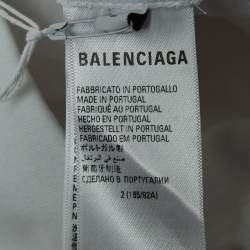 BALENCIAGA
FABBRICATO IN PORTOGALLO
MADE IN PORTUGAL
FABRIQUÉ AU PORTUGAL
HECHO EN PORTUGAL
HERGESTELLT IN PORTUGAL
FABRICADO EM PORTUGAL
ポルトガル製
صنع في البرتغال
葡萄牙制造
СДЕЛАНО В ПОРТУГАЛИИ
2 (185/92A)